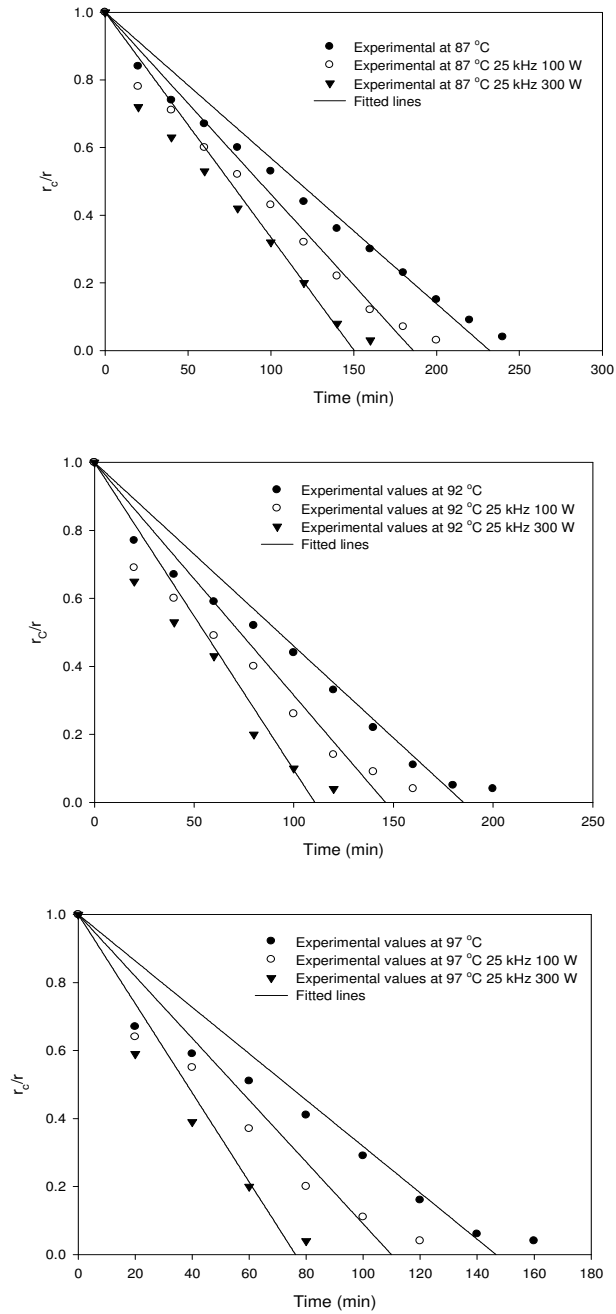 1.0
0.8
0.6
0.4
0.2
0.0
r_c/r
Experimental at 87 °C
Experimental at 87 °C 25 kHz 100 W
Experimental at 87 °C 25 kHz 300 W
Fitted lines
0 50 100 150 200 250 300
Time (min)
1.0
0.8
0.6
0.4
0.2
0.0
r_C/r
Experimental values at 92 °C
Experimental values at 92 °C 25 kHz 100 W
Experimental values at 92 °C 25 kHz 300 W
Fitted lines
0 50 100 150 200 250
Time (min)
1.0
0.8
0.6
0.4
0.2
0.0
r_c/r
Experimental values at 97 °C
Experimental values at 97 °C 25 kHz 100 W
Experimental values at 97 °C 25 kHz 300 W
Fitted lines
0 20 40 60 80 100 120 140 160 180
Time (min)